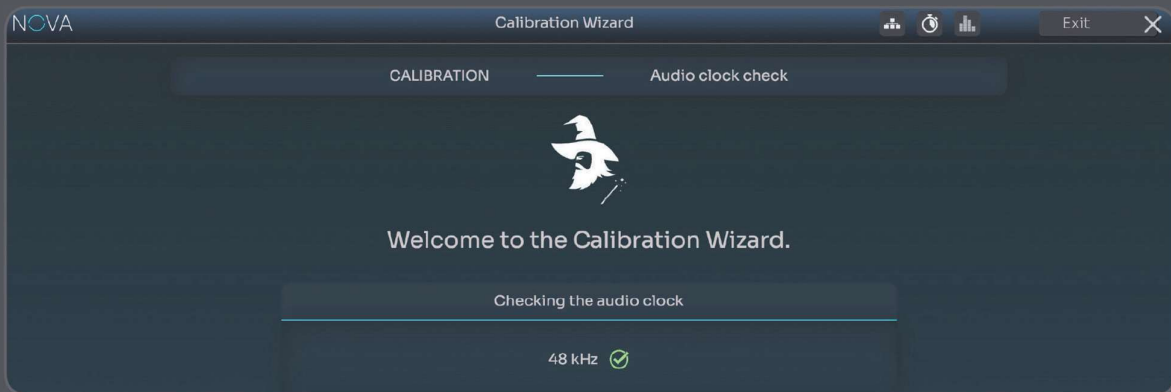 NOVA Calibration Wizard Exit
CALIBRATION Audio clock check
Welcome to the Calibration Wizard.
Checking the audio clock
48 kHz